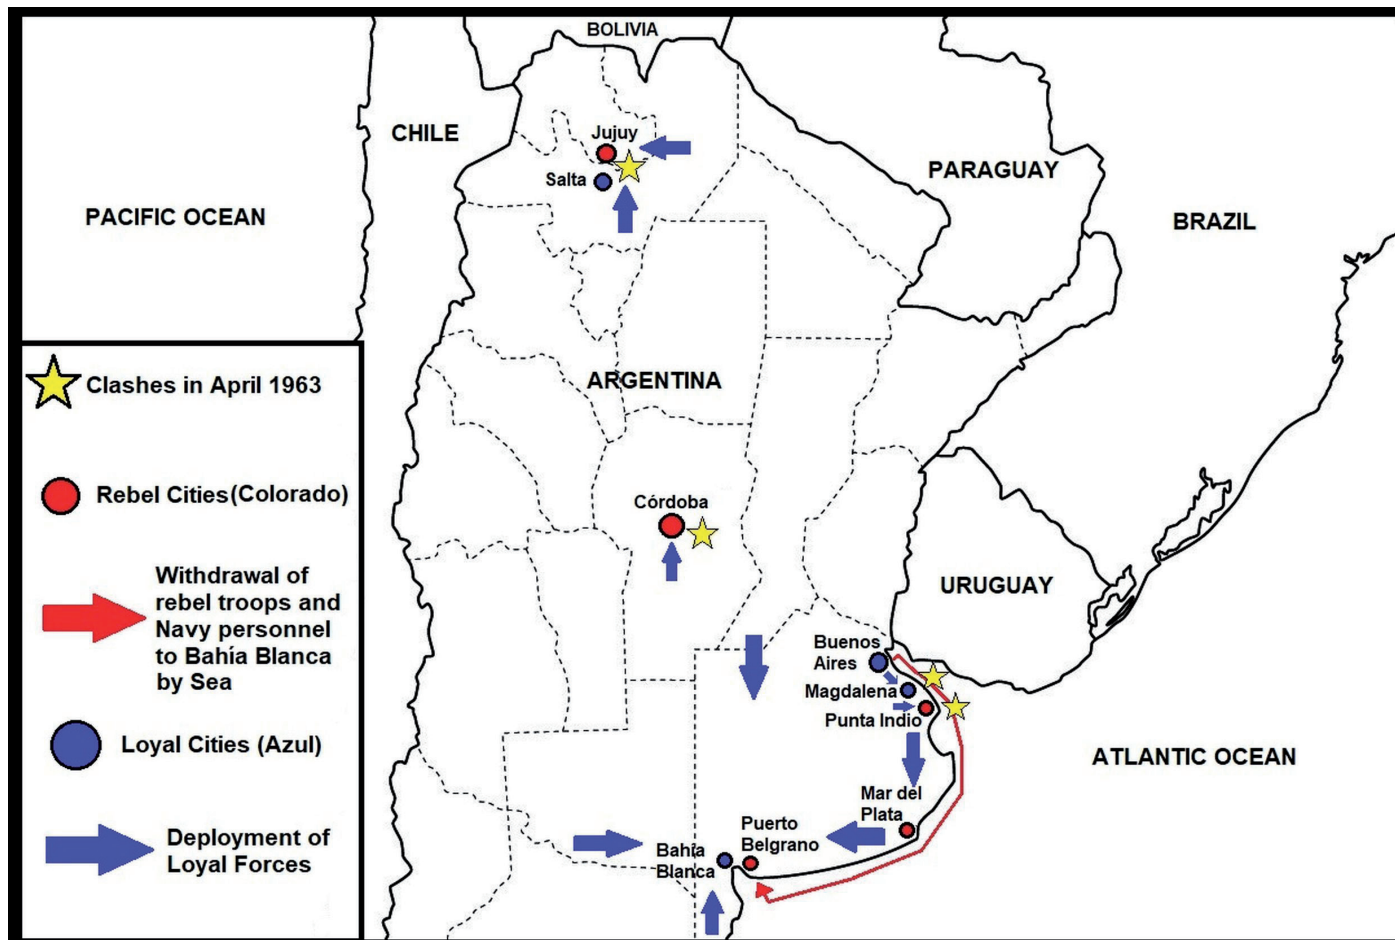 BOLIVIA
CHILE
Jujuy
Salta
PARAGUAY
PACIFIC OCEAN
BRAZIL
ARGENTINA
Córdoba
URUGUAY
Buenos
Aires
Magdalena
Punta Indio
ATLANTIC OCEAN
Mar del
Plata
Puerto
Belgrano
Bahía
Blanca
Clashes in April 1963
Rebel Cities(Colorado)
Withdrawal of
rebel troops and
Navy personnel
to Bahía Blanca
by Sea
Loyal Cities (Azul)
Deployment of
Loyal Forces